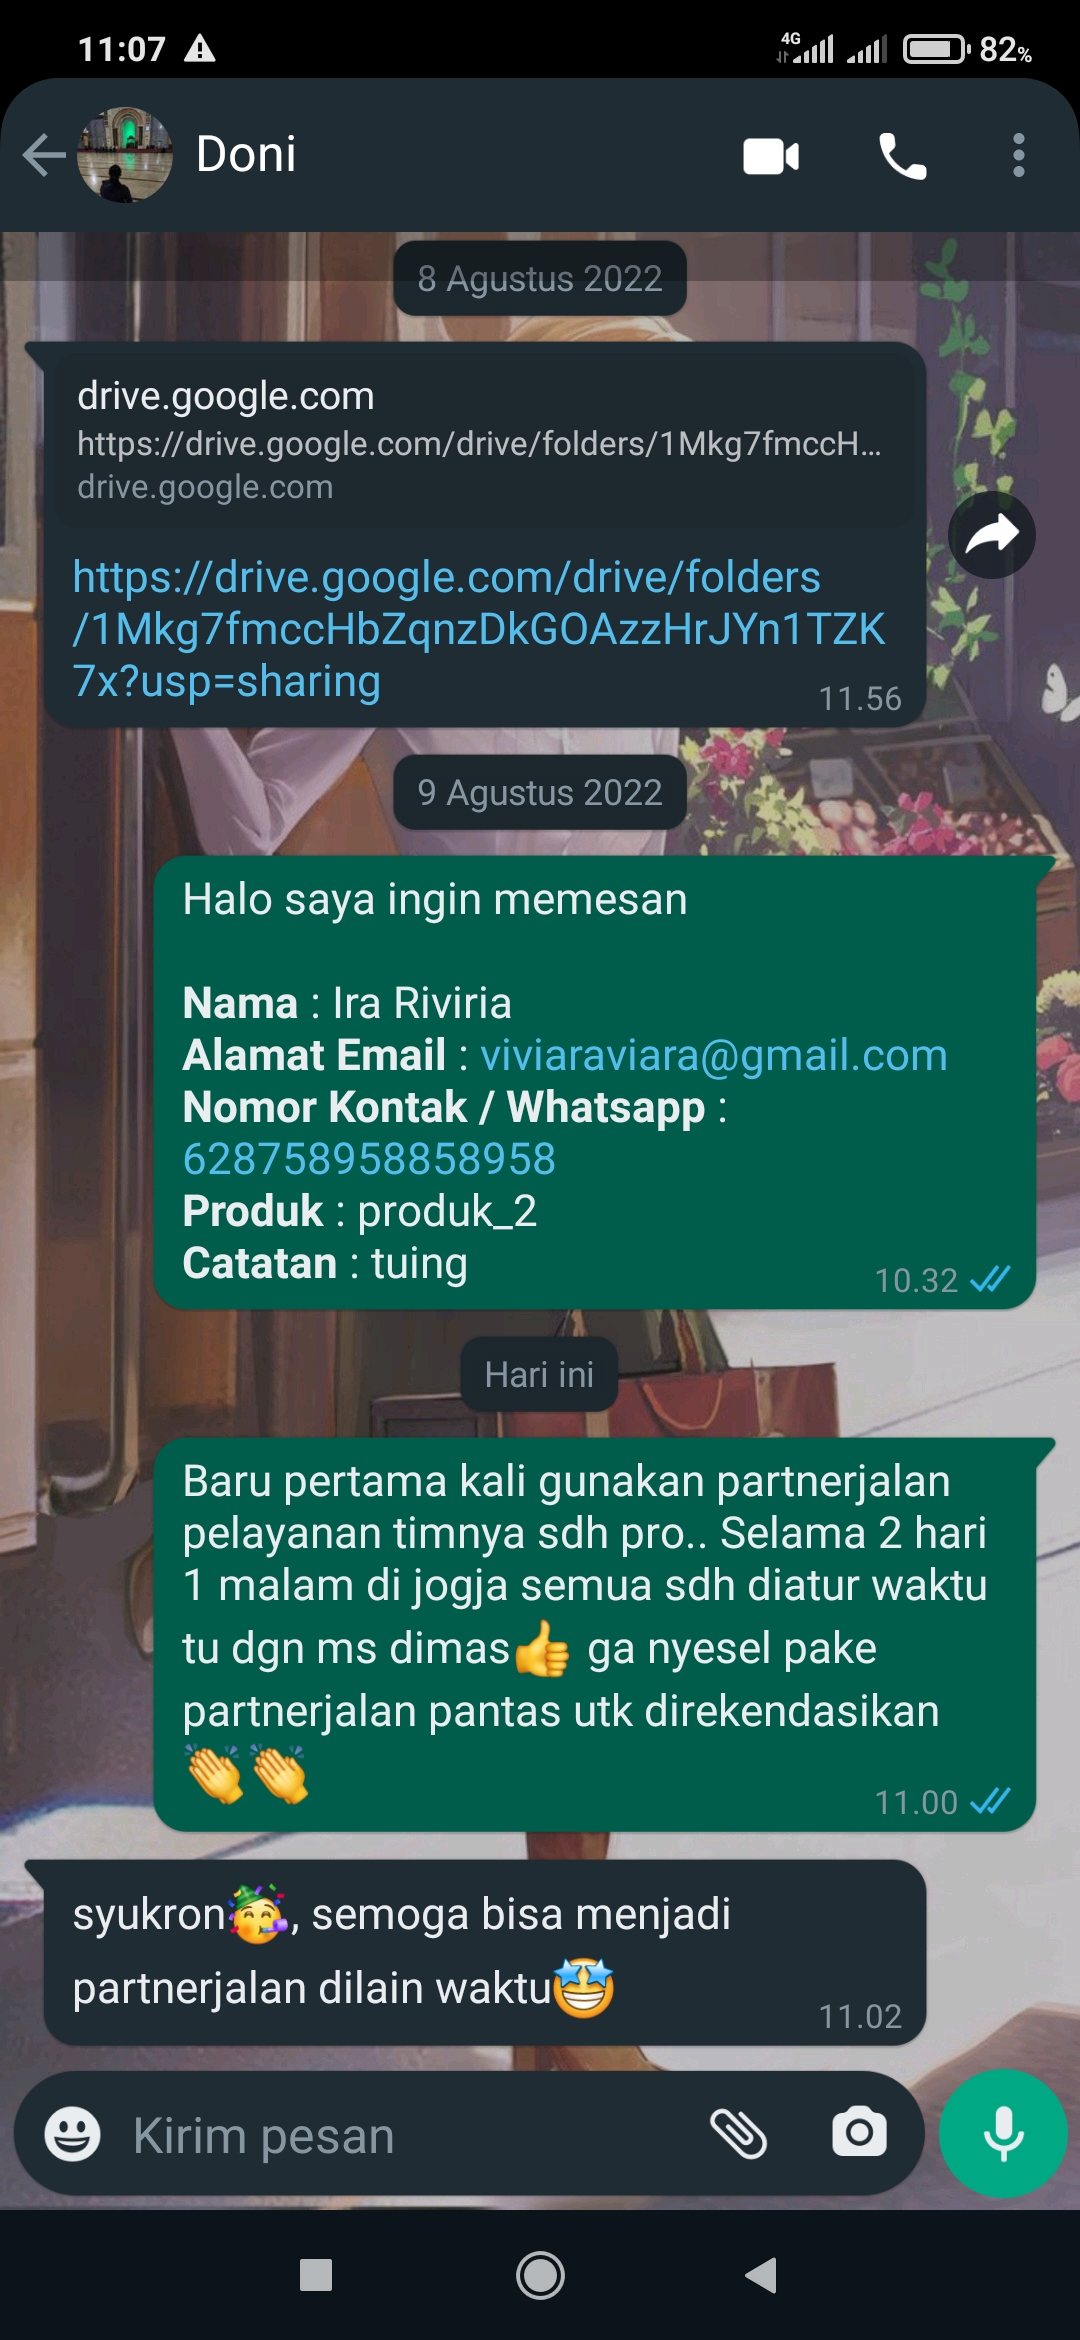 11:07
4G
82%
Doni
8 Agustus 2022
drive.google.com
https://drive.google.com/drive/folders/1Mkg7fmccH...
drive.google.com
https://drive.google.com/drive/folders
/1Mkg7fmccHbZqnzDkGOAzzHrJYn1TZK
7x?usp=sharing
11.56
9 Agustus 2022
Halo saya ingin memesan
Nama : Ira Riviria
Alamat Email : viviaraviara@gmail.com
Nomor Kontak / Whatsapp :
628758958858958
Produk : produk_2
Catatan : tuing
10.32
Hari ini
Baru pertama kali gunakan partnerjalan
pelayanan timnya sdh pro.. Selama 2 hari
1 malam di jogja semua sdh diatur waktu
tu dgn ms dimas👍 ga nyesel pake
partnerjalan pantas utk direkendasikan
👏👏
11.00
syukron🥳, semoga bisa menjadi
partnerjalan dilain waktu🤩
11.02
Kirim pesan